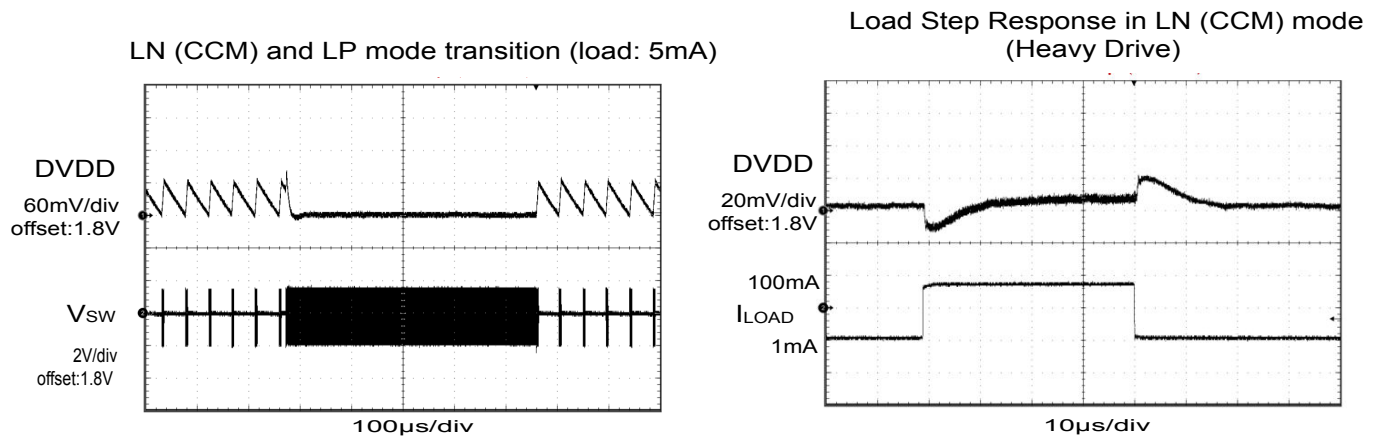 LN (CCM) and LP mode transition (load: 5mA)
DVDD
60mV/div
offset:1.8V
VSW
2V/div
offset:1.8V
100µs/div
Load Step Response in LN (CCM) mode
(Heavy Drive)
DVDD
20mV/div
offset:1.8V
100mA
ILOAD
1mA
10µs/div